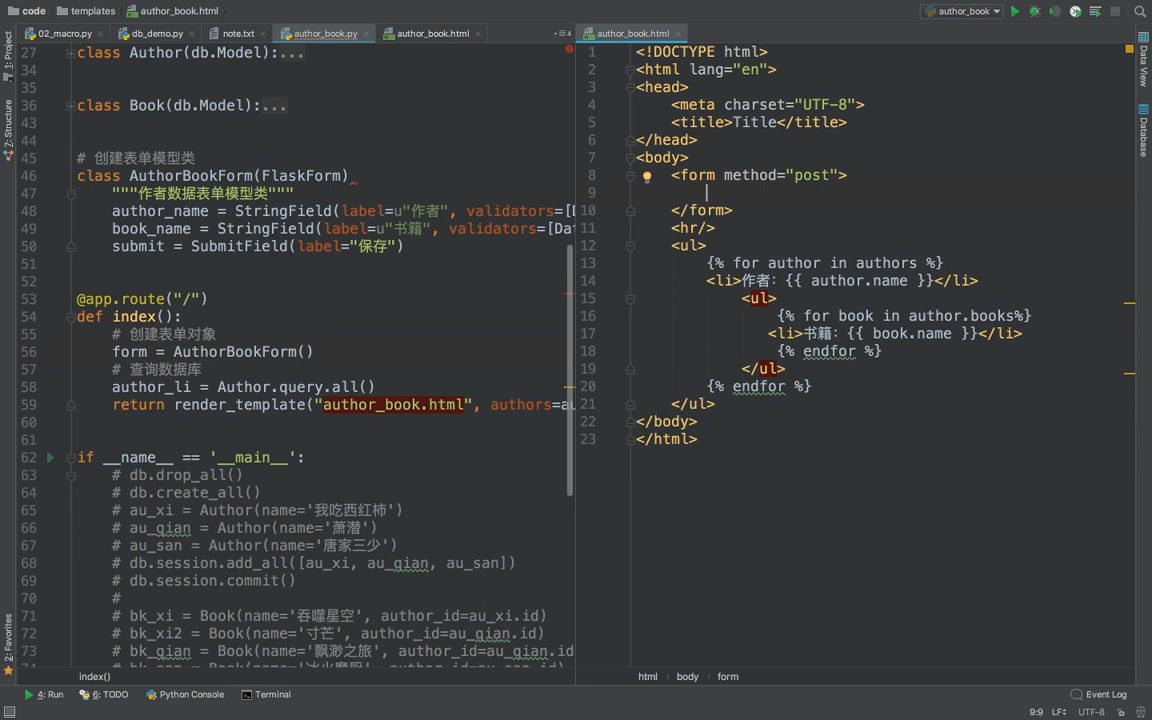 code templates author_book.html author_book
02_macro.py db_demo.py note.txt author_book.py author_book.html 4 author_book.html
1: Project
Z: Structure
2: Favorites
27 class Author(db.Model):...
34
35
36 class Book(db.Model):...
43
44
45 # 创建表单模型类
46 class AuthorBookForm(FlaskForm)
47 """作者数据表单模型类"""
48 author_name = StringField(label=u"作者", validators=[D
49 book_name = StringField(label=u"书籍", validators=[Da
50 submit = SubmitField(label="保存")
51
52
53 @app.route("/")
54 def index():
55 # 创建表单对象
56 form = AuthorBookForm()
57 # 查询数据库
58 author_li = Author.query.all()
59 return render_template("author_book.html", authors=au
60
61
62 if __name__ == '__main__':
63 # db.drop_all()
64 # db.create_all()
65 # au_xi = Author(name='我吃西红柿')
66 # au_qian = Author(name='萧潜')
67 # au_san = Author(name='唐家三少')
68 # db.session.add_all([au_xi, au_qian, au_san])
69 # db.session.commit()
70 #
71 # bk_xi = Book(name='吞噬星空', author_id=au_xi.id)
72 # bk_xi2 = Book(name='寸芒', author_id=au_qian.id)
73 # bk_qian = Book(name='飘渺之旅', author_id=au_qian.id
index()
1 <!DOCTYPE html>
2 <html lang="en">
3 <head>
4 <meta charset="UTF-8">
5 <title>Title</title>
6 </head>
7 <body>
8 <form method="post">
9
10 </form>
11 <hr/>
12 <ul>
13 {% for author in authors %}
14 <li>作者: {{ author.name }}</li>
15 <ul>
16 {% for book in author.books%}
17 <li>书籍: {{ book.name }}</li>
18 {% endfor %}
19 </ul>
20 {% endfor %}
21 </ul>
22 </body>
23 </html>
html body form
Data View
Database
4: Run 6: TODO Python Console Terminal Event Log
9:9 LF UTF-8